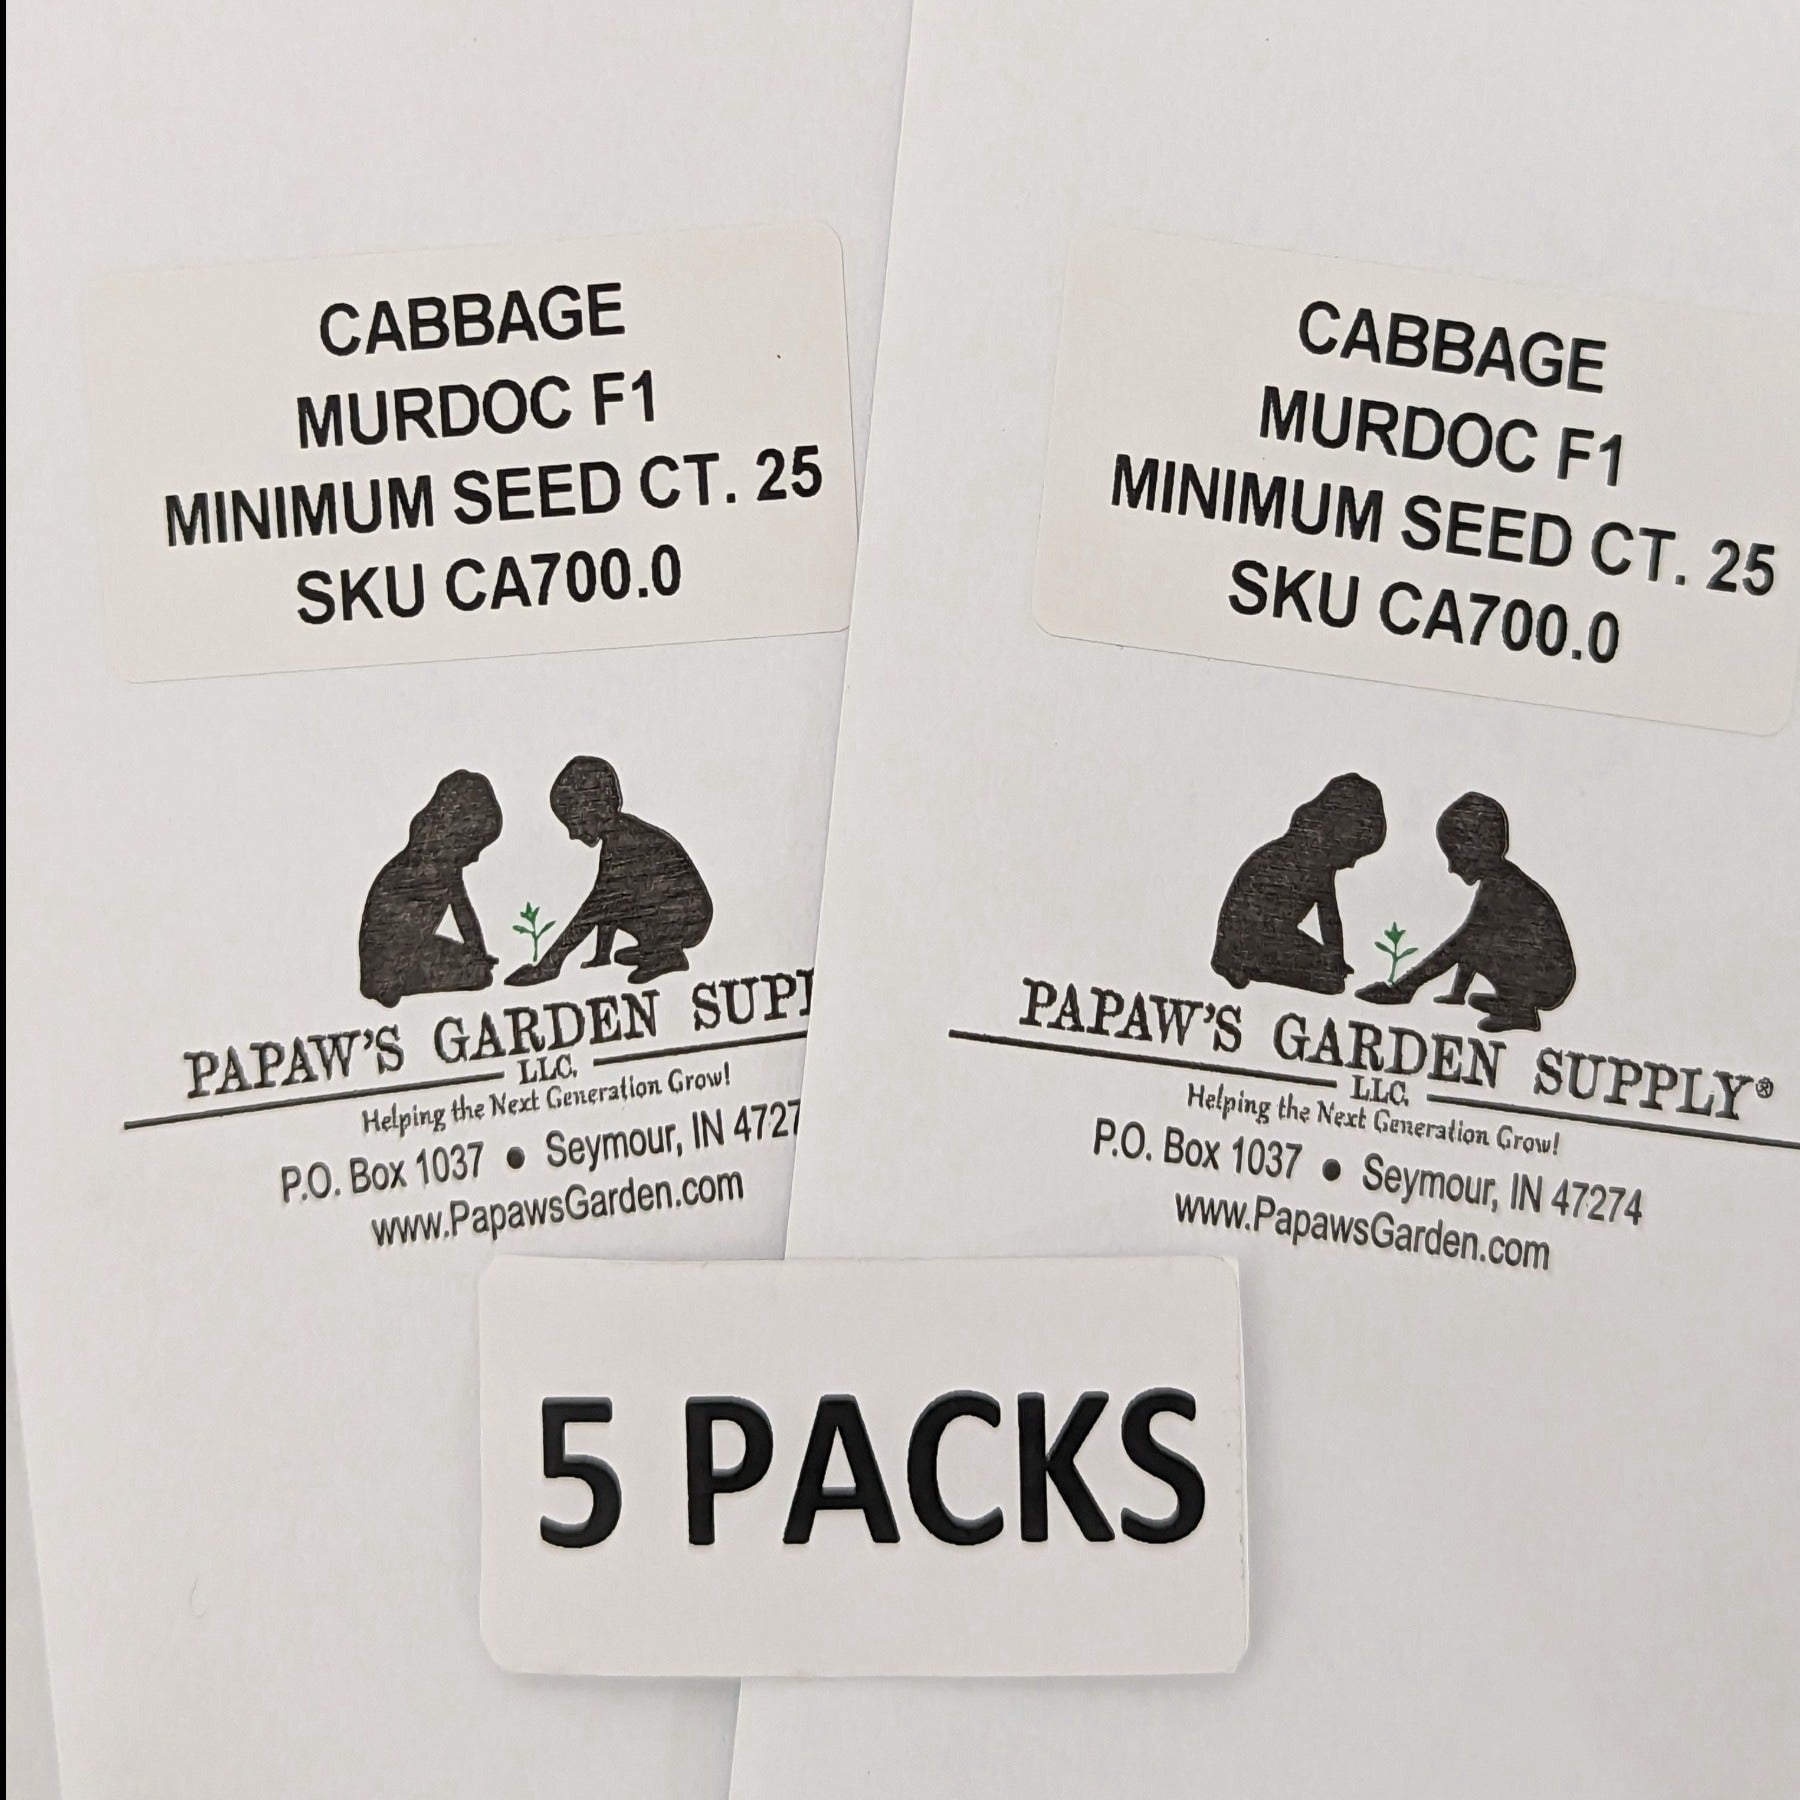 CABBAGE
MURDOC F1
MINIMUM SEED CT. 25
SKU CA700.0
PAPAW'S GARDEN SUPPL
LLC.
Helping the Next Generation Grow!
P.O. Box 1037 • Seymour, IN 4727
www.PapawsGarden.com
CABBAGE
MURDOC F1
MINIMUM SEED CT. 25
SKU CA700.0
PAPAW'S GARDEN SUPPLY®
LLC.
Helping the Next Generation Grow!
P.O. Box 1037 • Seymour, IN 47274
www.PapawsGarden.com
5 PACKS